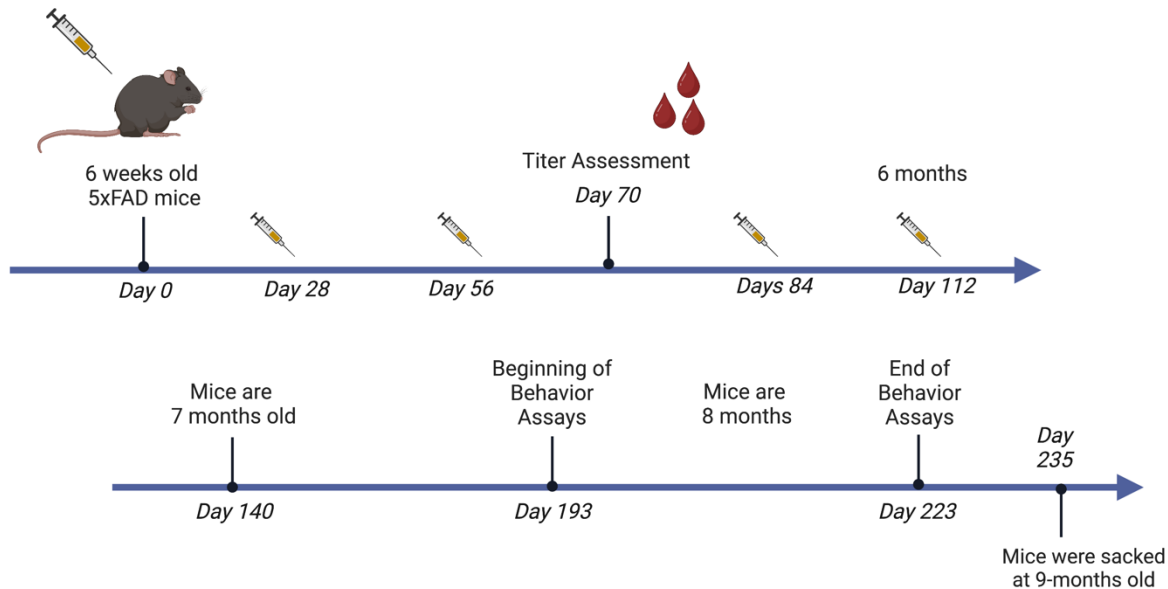 6 weeks old
5xFAD mice
Titer Assessment
Day 70
6 months
Day 0
Day 28
Day 56
Days 84
Day 112
Mice are
7 months old
Beginning of
Behavior
Assays
Mice are
8 months
End of
Behavior
Assays
Day
235
Day 140
Day 193
Day 223
Mice were sacked
at 9-months old